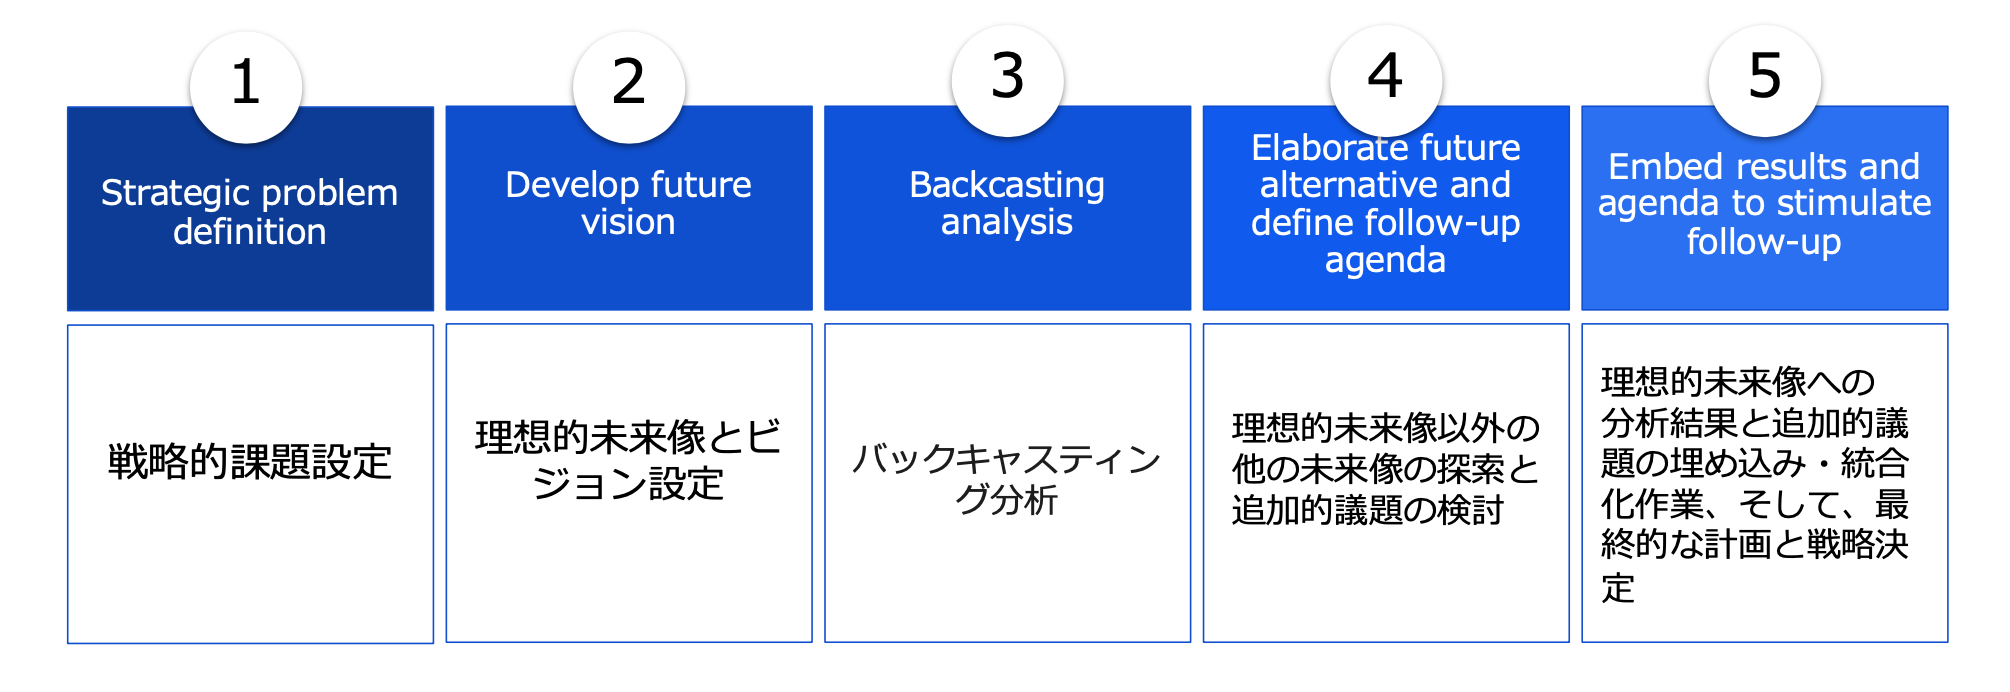 1
Strategic problem
definition
戦略的課題設定
2
Develop future
vision
理想的未来像とビ
ジョン設定
3
Backcasting
analysis
バックキャスティン
グ分析
4
Elaborate future
alternative and
define follow-up
agenda
理想的未来像以外の
他の未来像の探索と
追加的議題の検討
5
Embed results and
agenda to stimulate
follow-up
理想的未来像への
分析結果と追加的議
題の埋め込み・統合
化作業、そして、最
終的な計画と戦略決
定